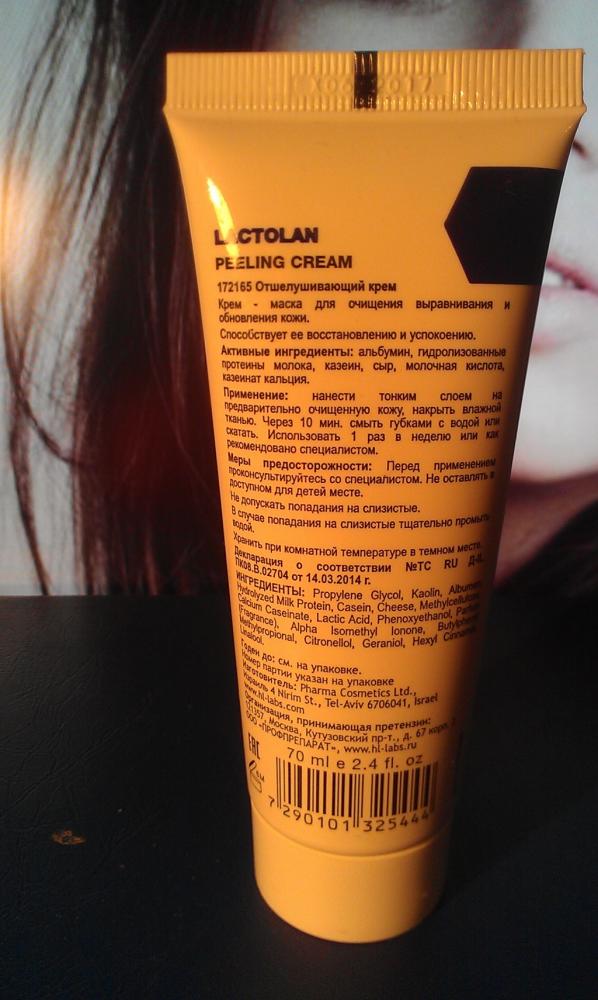 LACTOLAN
PEELING CREAM
172165 Отшелушивающий крем
Крем - маска для очищения выравнивания и
обновления кожи.
Способствует ее восстановлению и успокоению.
Активные ингредиенты: альбумин, гидролизованные
протеины молока, казеин, сыр, молочная кислота,
казеинат кальция.
Применение: нанести тонким слоем на
предварительно очищенную кожу, накрыть влажной
тканью. Через 10 мин. смыть губками с водой или
скатать. Использовать 1 раз в неделю или как
рекомендовано специалистом.
Меры предосторожности: Перед применением
проконсультируйтесь со специалистом. Не оставлять в
доступном для детей месте.
Не допускать попадания на слизистые.
В случае попадания на слизистые тщательно промыть
водой.
Хранить при комнатной температуре в темном месте.
Декларация о соответствии №ТС RU
ПК08.В.02704 от 14.03.2014 г.
ИНГРЕДИЕНТЫ: Propylene Glycol, Kaolin, Albumen,
Hydrolyzed Milk Protein, Casein, Cheese,
Calcium Caseinate, Lactic Acid, Phenoxyethanol,
(Fragrance), Alpha Isomethyl Ionone,
Methylpropional, Citronellol, Geraniol, Hexyl
Linalool.
Годен до: см. на упаковке.
Номер партии указан на упаковке
Изготовитель: Pharma Cosmetics Ltd.,
Израиль 4 Nirim St., Tel-Aviv 6706041, Israel
www.hl-labs.com
Организация, принимающая претензии:
121357, Москва, Кутузовский пр-т., д. 67 корп.
ООО «ПРОФПРЕПАРАТ», www.hl-labs.ru
EAC
70 ml e 2.4 fl. oz
7 290101 325444